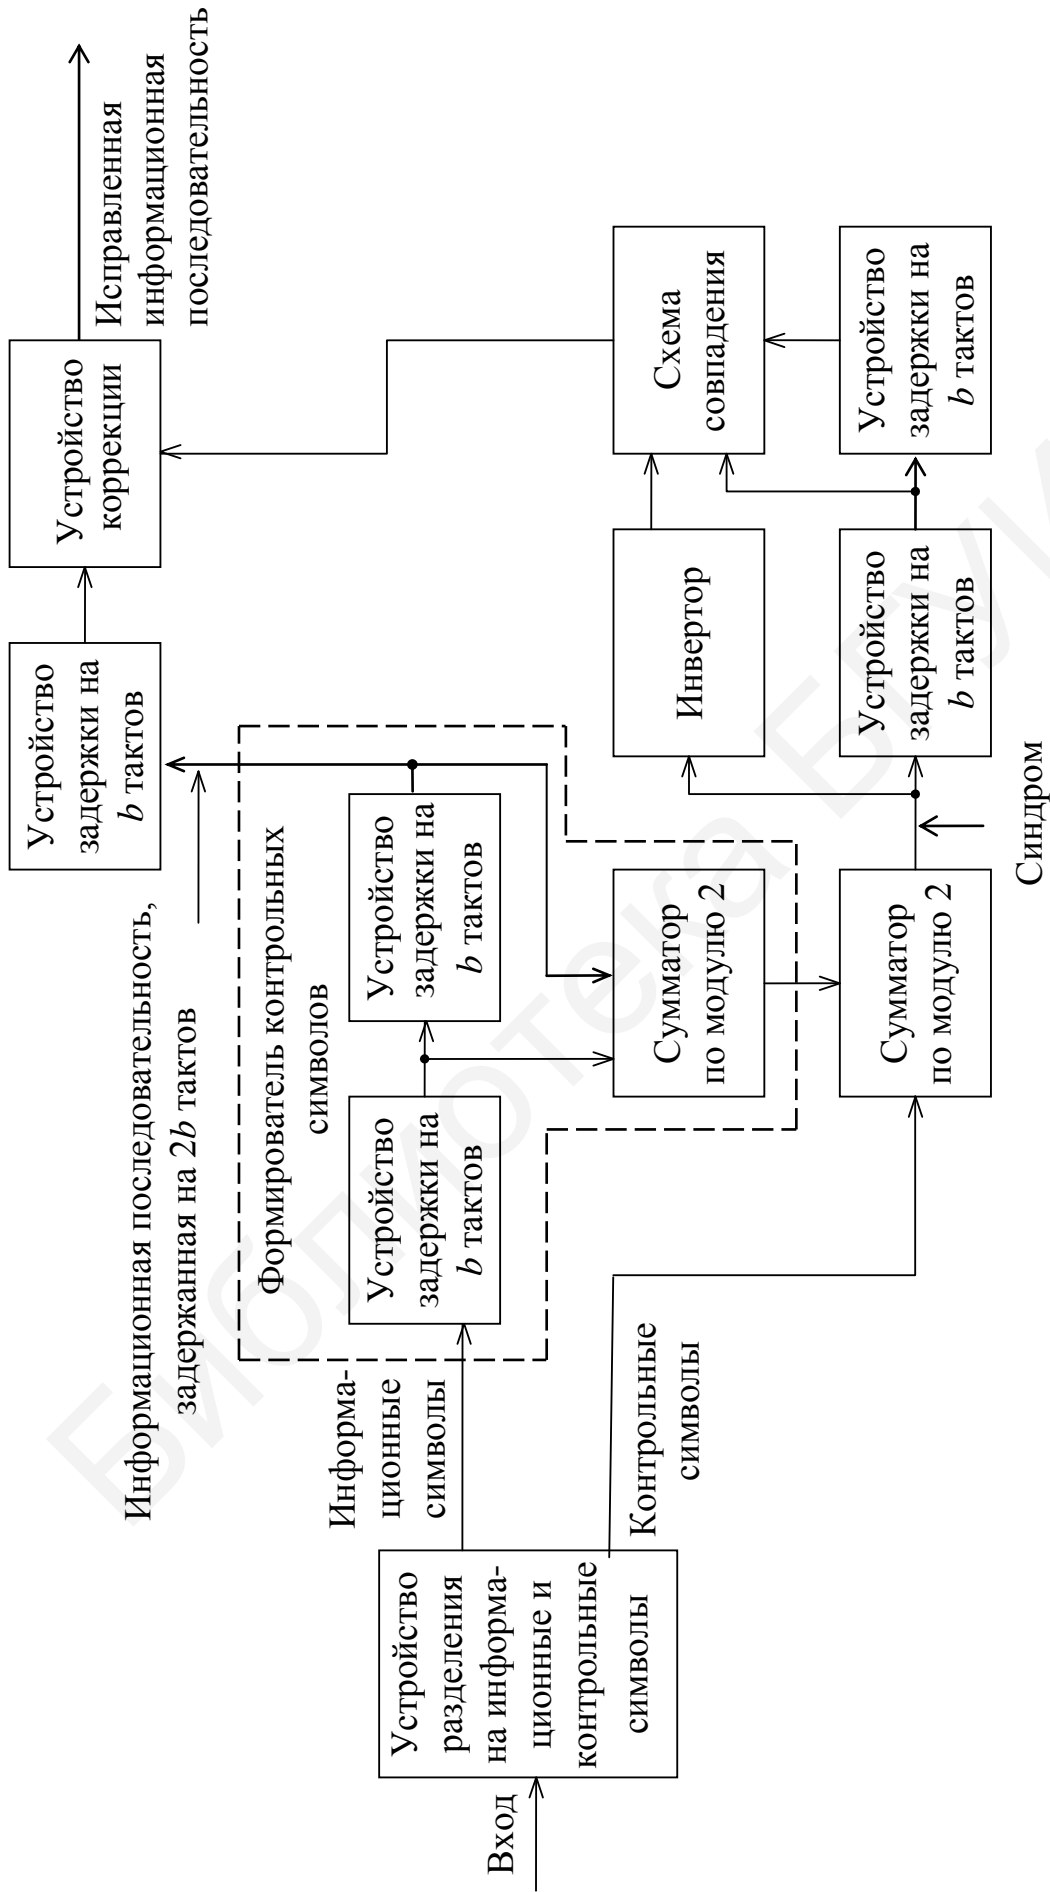 Вход
Устройство
разделения
на информа-
ционные и
контрольные
символы
Информа-
ционные
символы
Контрольные
символы
Информационная последовательность,
задержанная на 2b тактов
Формирователь контрольных
символов
Устройство
задержки на
b тактов
Устройство
задержки на
b тактов
Сумматор
по модулю 2
Сумматор
по модулю 2
Синдром
Устройство
задержки на
b тактов
Инвертор
Устройство
задержки на
b тактов
Устройство
коррекции
Схема
совпадения
Устройство
задержки на
b тактов
Исправленная
информационная
последовательность
Библиотека БГУИ